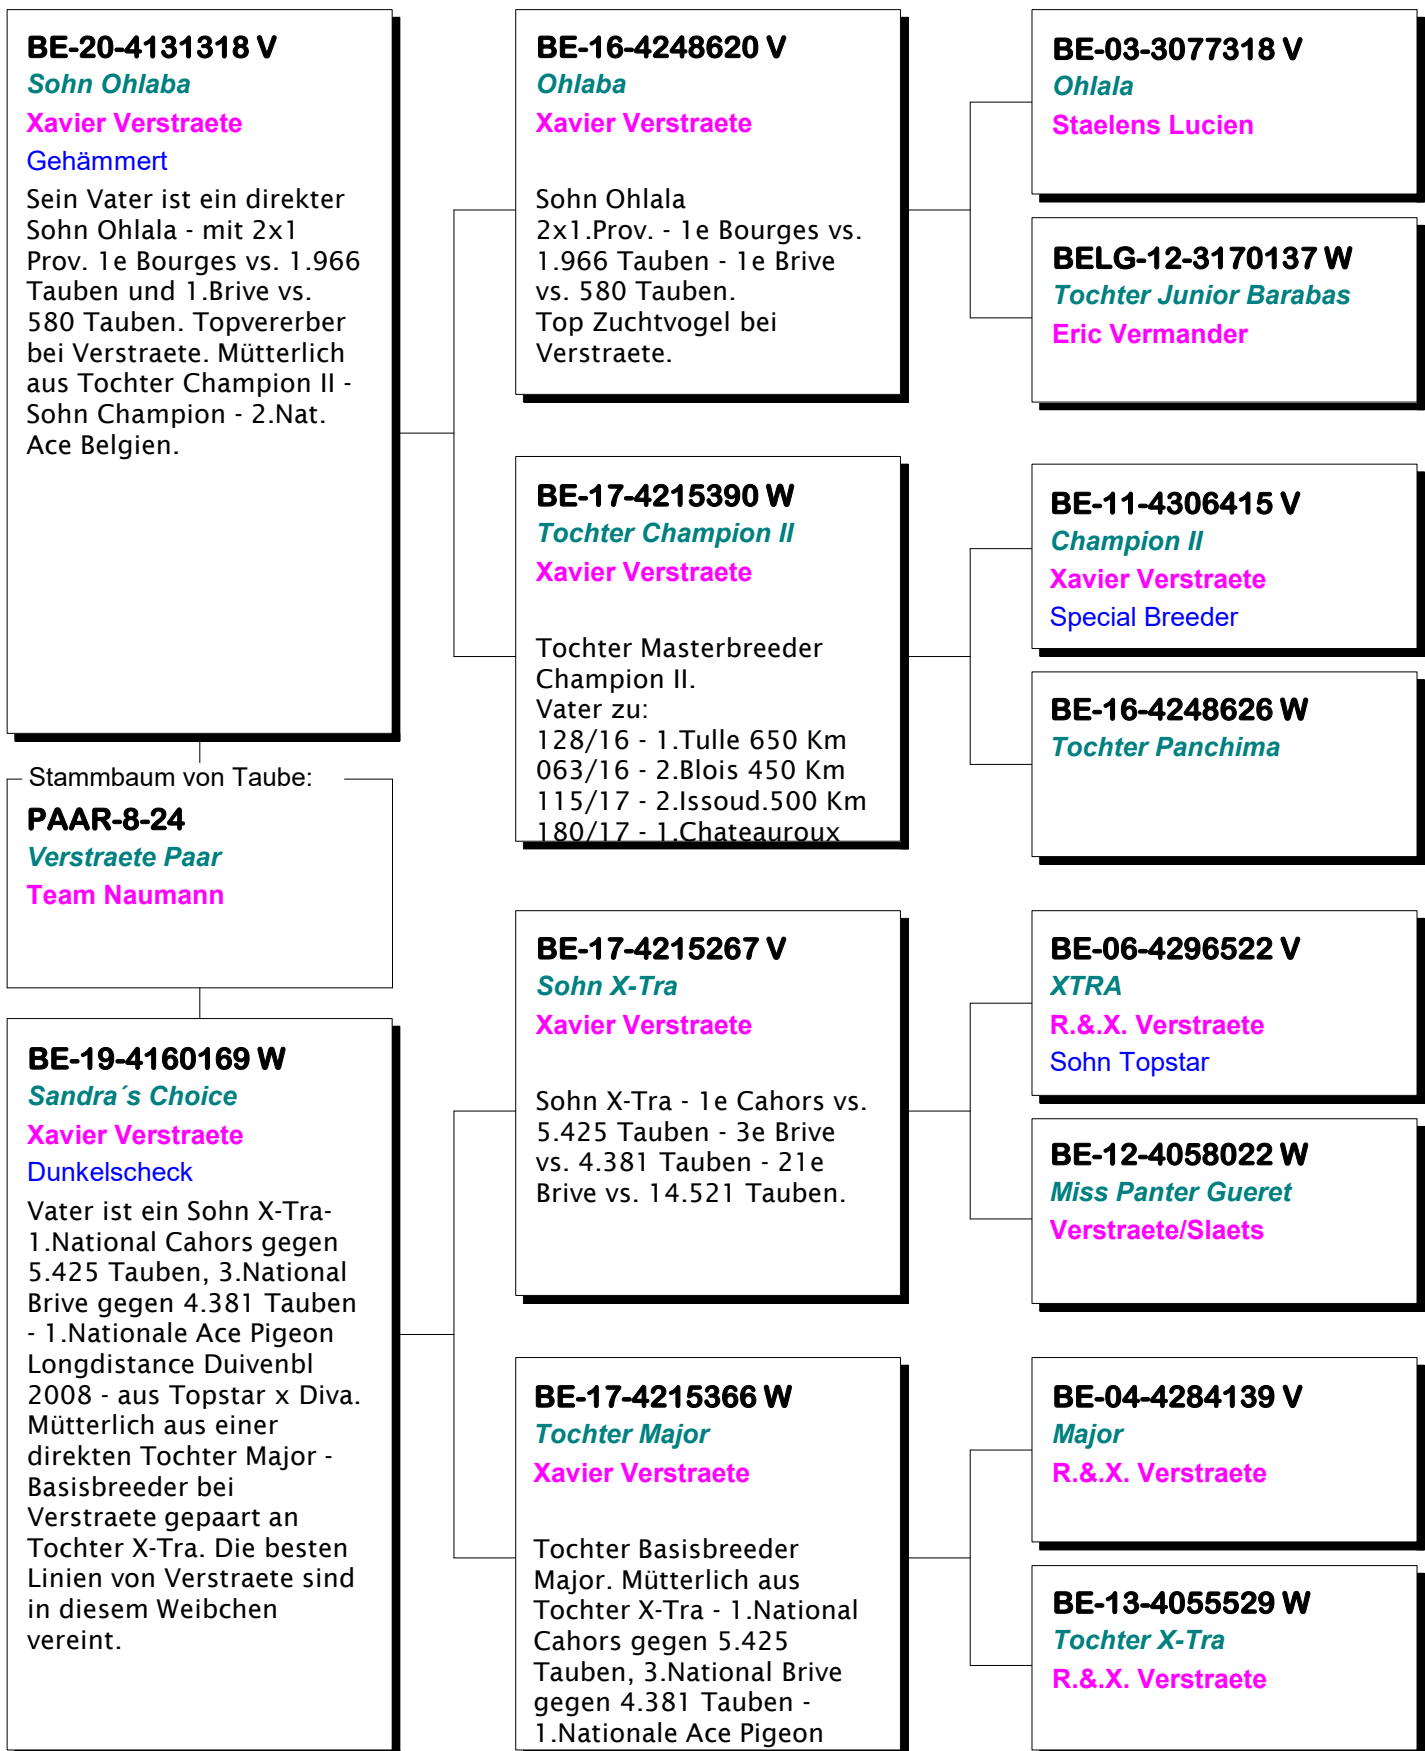 BE-20-4131318 V
Sohn Ohlaba
Xavier Verstraete
Gehämmert
Sein Vater ist ein direkter
Sohn Ohlala - mit 2x1
Prov. 1e Bourges vs. 1.966
Tauben und 1.Brive vs.
580 Tauben. Topvererber
bei Verstraete. Mütterlich
aus Tochter Champion II -
Sohn Champion - 2.Nat.
Ace Belgien.
Stammbaum von Taube:
PAAR-8-24
Verstraete Paar
Team Naumann
BE-19-4160169 W
Sandra´s Choice
Xavier Verstraete
Dunkelscheck
Vater ist ein Sohn X-Tra-
1.National Cahors gegen
5.425 Tauben, 3.National
Brive gegen 4.381 Tauben
- 1.Nationale Ace Pigeon
Longdistance Duivenbl
2008 - aus Topstar x Diva.
Mütterlich aus einer
direkten Tochter Major -
Basisbreeder bei
Verstraete gepaart an
Tochter X-Tra. Die besten
Linien von Verstraete sind
in diesem Weibchen
vereint.
BE-16-4248620 V
Ohlaba
Xavier Verstraete
Sohn Ohlala
2x1.Prov. - 1e Bourges vs.
1.966 Tauben - 1e Brive
vs. 580 Tauben.
Top Zuchtvogel bei
Verstraete.
BE-17-4215390 W
Tochter Champion II
Xavier Verstraete
Tochter Masterbreeder
Champion II.
Vater zu:
128/16 - 1.Tulle 650 Km
063/16 - 2.Blois 450 Km
115/17 - 2.Issoud.500 Km
180/17 - 1.Chateauroux
BE-17-4215267 V
Sohn X-Tra
Xavier Verstraete
Sohn X-Tra - 1e Cahors vs.
5.425 Tauben - 3e Brive
vs. 4.381 Tauben - 21e
Brive vs. 14.521 Tauben.
BE-17-4215366 W
Tochter Major
Xavier Verstraete
Tochter Basisbreeder
Major. Mütterlich aus
Tochter X-Tra - 1.National
Cahors gegen 5.425
Tauben, 3.National Brive
gegen 4.381 Tauben -
1.Nationale Ace Pigeon
BE-03-3077318 V
Ohlala
Staelens Lucien
BELG-12-3170137 W
Tochter Junior Barabas
Eric Vermander
BE-11-4306415 V
Champion II
Xavier Verstraete
Special Breeder
BE-16-4248626 W
Tochter Panchima
BE-06-4296522 V
XTRA
R.&.X. Verstraete
Sohn Topstar
BE-12-4058022 W
Miss Panter Gueret
Verstraete/Slaets
BE-04-4284139 V
Major
R.&.X. Verstraete
BE-13-4055529 W
Tochter X-Tra
R.&.X. Verstraete